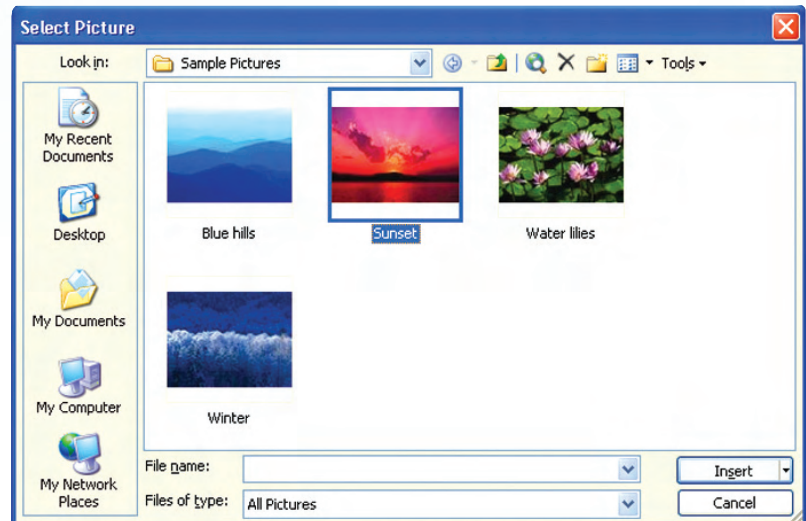 Select Picture
Look in: Sample Pictures Tools
My Recent
Documents
Desktop
My Documents
My Computer
My Network
Places
Blue hills Sunset Water lilies
Winter
File name: Insert
Files of type: All Pictures Cancel